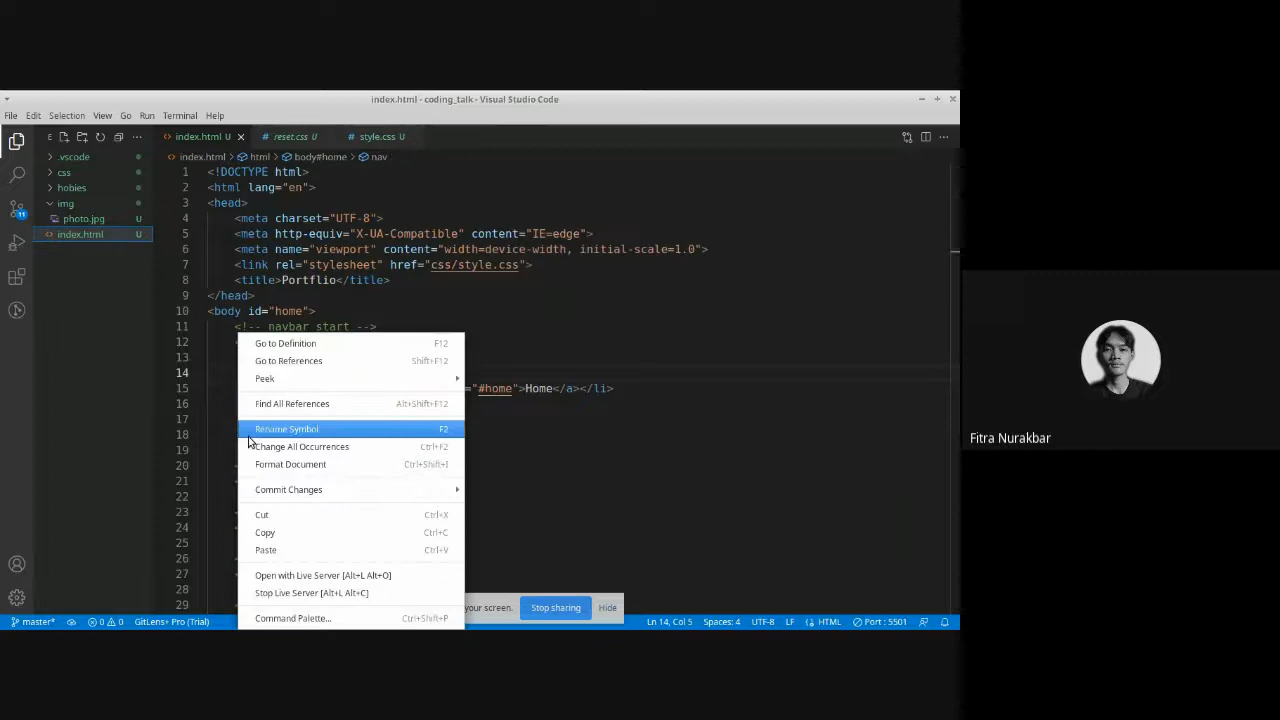 index.html - coding_talk - Visual Studio Code
File Edit Selection View Go Run Terminal Help
E
index.html U
reset.css U
style.css U
index.html > html > body#home > nav
.vscode
css
hobies
img
photo.jpg U
index.html U
11
1 <!DOCTYPE html>
2 <html lang="en">
3 <head>
4 <meta charset="UTF-8">
5 <meta http-equiv="X-UA-Compatible" content="IE=edge">
6 <meta name="viewport" content="width=device-width, initial-scale=1.0">
7 <link rel="stylesheet" href="css/style.css">
8 <title>Portflio</title>
9 </head>
10 <body id="home">
11 <!-- navbar start -->
12
13
14
15 ="#home">Home</a></li>
16
17
18
19
20
21
22
23
24
25
26
27
28
29
Go to Definition F12
Go to References Shift+F12
Peek
Find All References Alt+Shift+F12
Rename Symbol F2
Change All Occurrences Ctrl+F2
Format Document Ctrl+Shift+I
Commit Changes
Cut Ctrl+X
Copy Ctrl+C
Paste Ctrl+V
Open with Live Server [Alt+L Alt+O]
Stop Live Server [Alt+L Alt+C]
Command Palette... Ctrl+Shift+P
your screen. Stop sharing Hide
master* 0 0 GitLens+ Pro (Trial) Ln 14, Col 5 Spaces: 4 UTF-8 LF HTML Port : 5501
Fitra Nurakbar